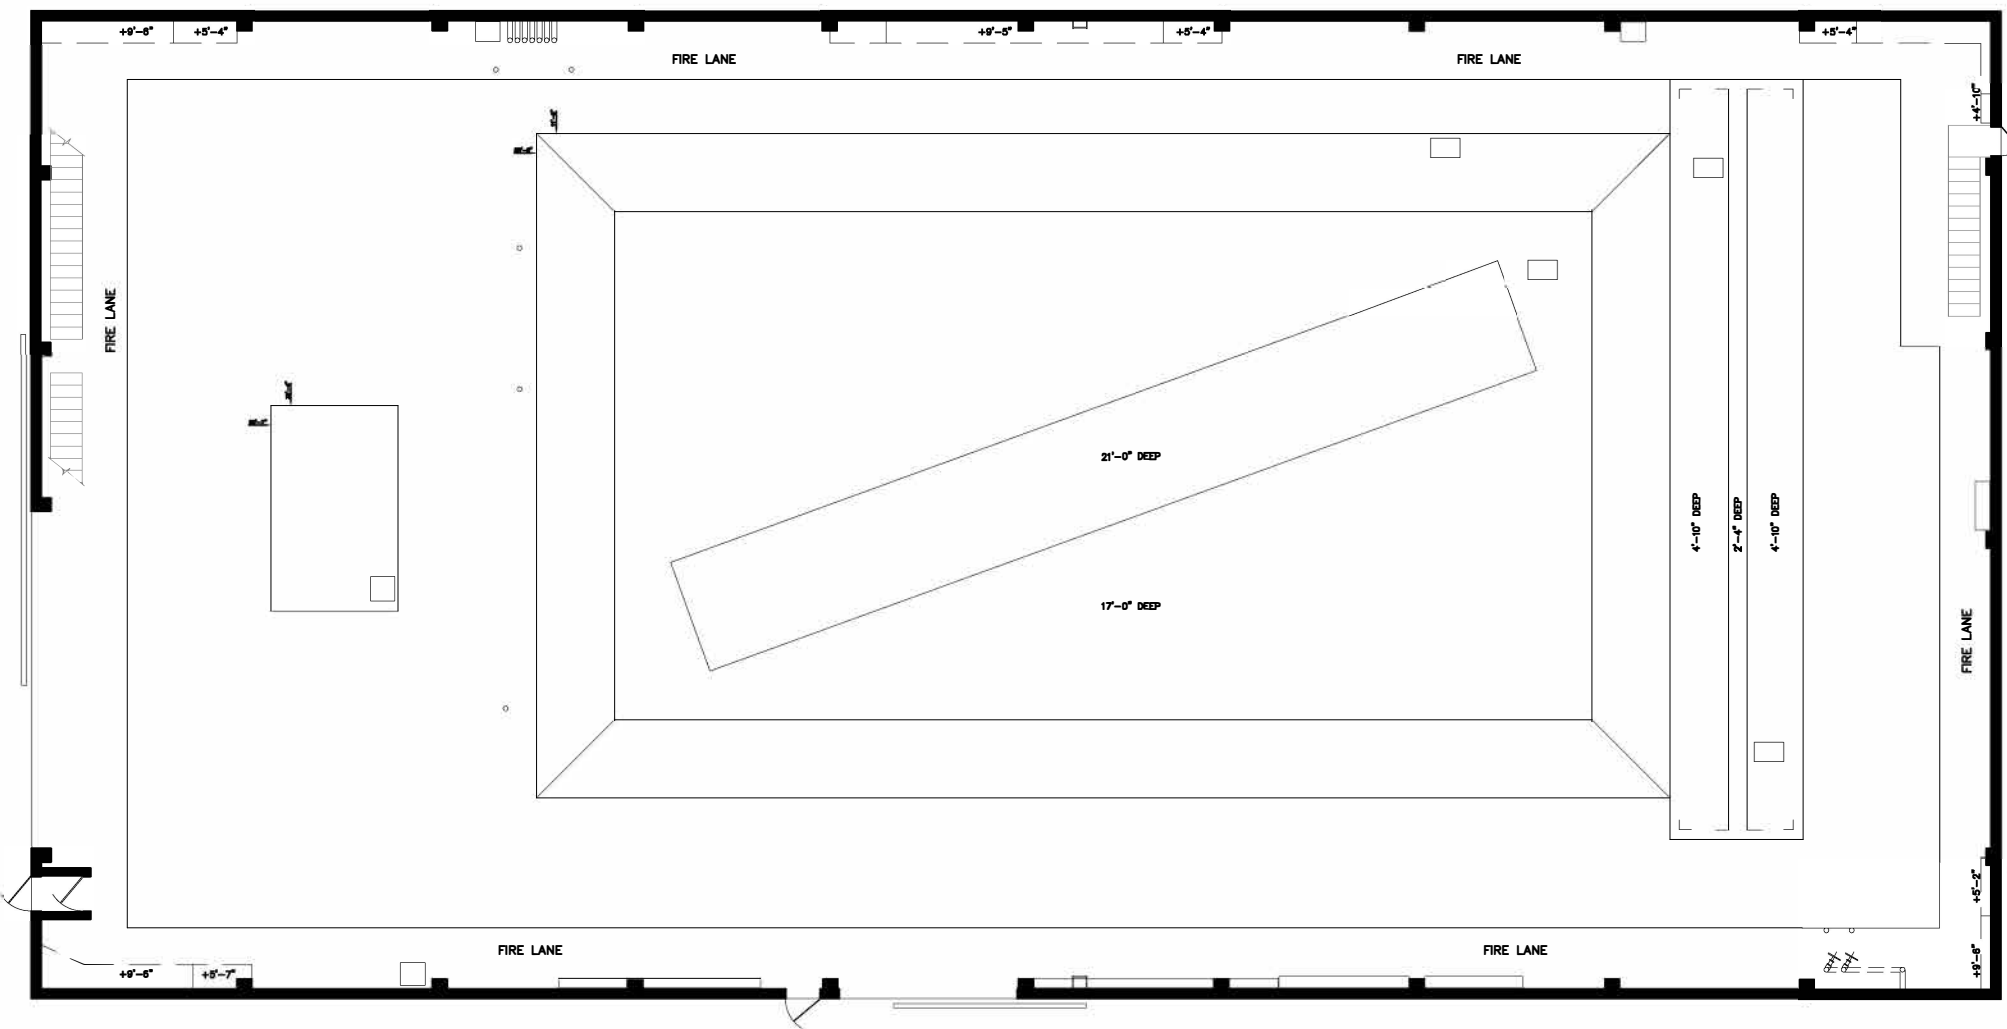 +9'-6" +5'-4" +9'-5" +5'-4" +5'-4"
FIRE LANE FIRE LANE
+4'-10"
FIRE LANE
21'-0" DEEP
4'-10" DEEP 2'-4" DEEP 4'-10" DEEP
17'-0" DEEP
FIRE LANE
+5'-2"
FIRE LANE FIRE LANE
+9'-6" +5'-7" +9'-6"